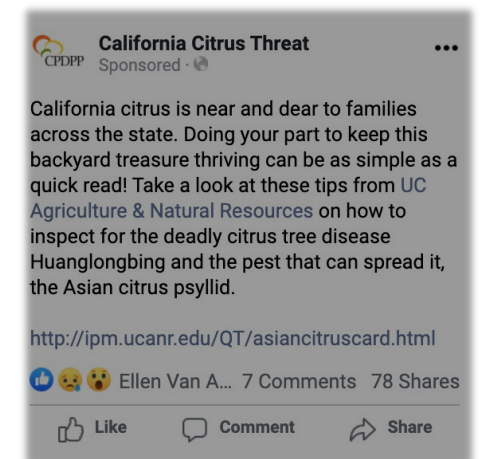 CPDPP
California Citrus Threat
Sponsored ·
California citrus is near and dear to families
across the state. Doing your part to keep this
backyard treasure thriving can be as simple as a
quick read! Take a look at these tips from UC
Agriculture & Natural Resources on how to
inspect for the deadly citrus tree disease
Huanglongbing and the pest that can spread it,
the Asian citrus psyllid.
http://ipm.ucanr.edu/QT/asiancitruscard.html
Ellen Van A... 7 Comments 78 Shares
Like Comment Share